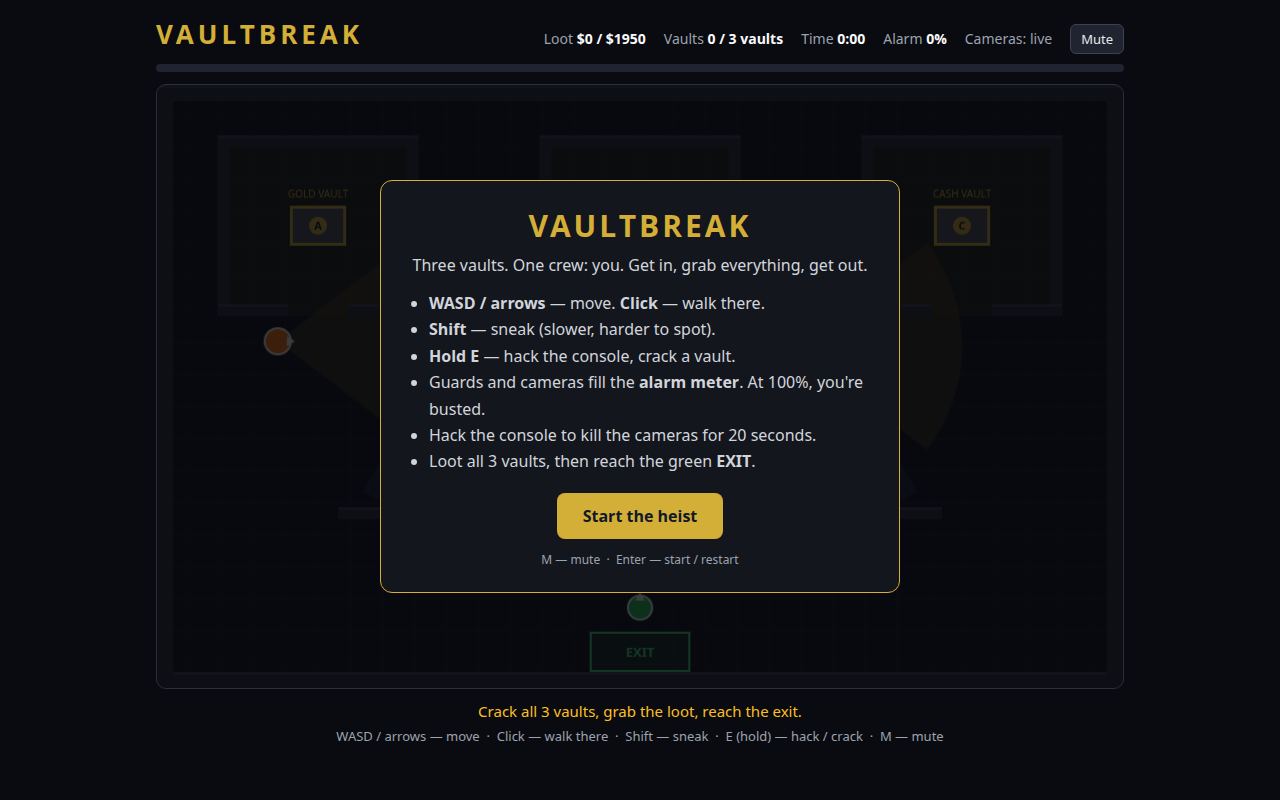 VAULTBREAK
Loot $0 / $1950 Vaults 0 / 3 vaults Time 0:00 Alarm 0% Cameras: live Mute
GOLD VAULT
A
CASH VAULT
C
VAULTBREAK
Three vaults. One crew: you. Get in, grab everything, get out.
• WASD / arrows — move. Click — walk there.
• Shift — sneak (slower, harder to spot).
• Hold E — hack the console, crack a vault.
• Guards and cameras fill the alarm meter. At 100%, you're
busted.
• Hack the console to kill the cameras for 20 seconds.
• Loot all 3 vaults, then reach the green EXIT.
Start the heist
M — mute · Enter — start / restart
EXIT
Crack all 3 vaults, grab the loot, reach the exit.
WASD / arrows — move · Click — walk there · Shift — sneak · E (hold) — hack / crack · M — mute